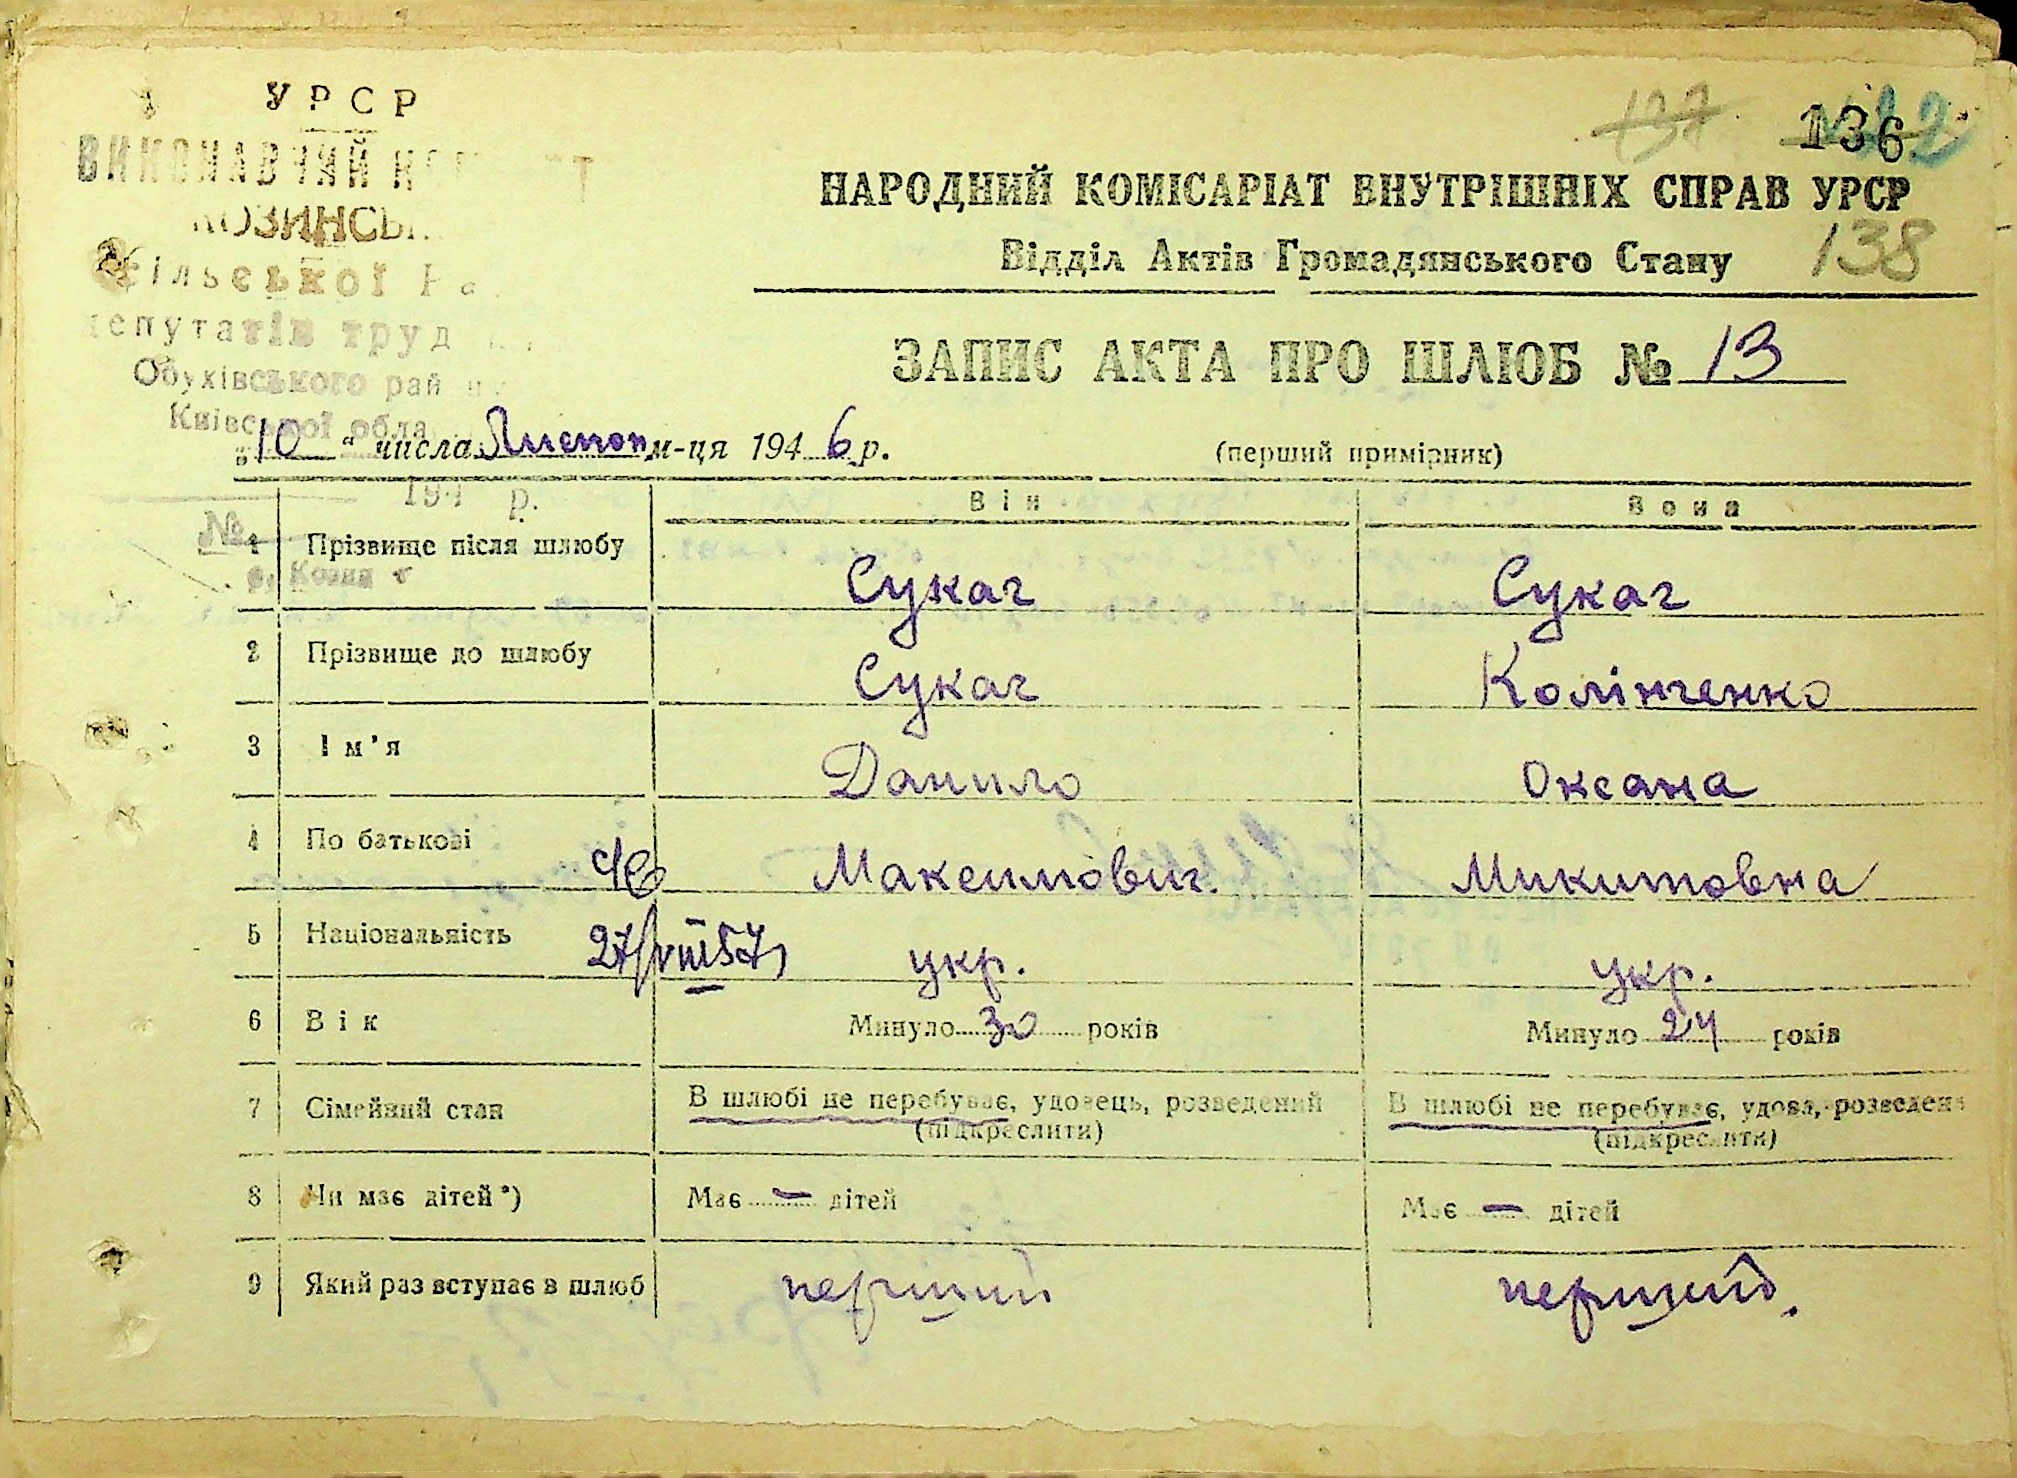 УРСР
ВИКОНАВЧИЙ
КОЗИНСЬ
сільської Ра
депутатів труд
Обухівського рай
Київської обла
194 р.
№
с. Козин
137
136
138
НАРОДНИЙ КОМІСАРІАТ ВНУТРІШНІХ СПРАВ УРСР
Відділ Актів Громадянського Стану
ЗАПИС АКТА ПРО ШЛЮБ № 13
"10" числа Листоп м-ця 1946 р.
(перший примірник)
Він Вона
1 Прізвище після шлюбу Сукач Сукач
2 Прізвище до шлюбу Сукач Колінченко
3 Ім'я Данило Оксана
4 По батькові Максимович. Микитовна
5 Національність 27/VIII 57 укр. укр.
6 Вік Минуло 30 років Минуло 24 років
7 Сімейний стан В шлюбі не перебуває, удовець, розведений В шлюбі не перебуває, удова, розведена
(підкреслити) (підкреслити)
8 Чи має дітей*) Має — дітей Має — дітей
9 Який раз вступає в шлюб перший перший.